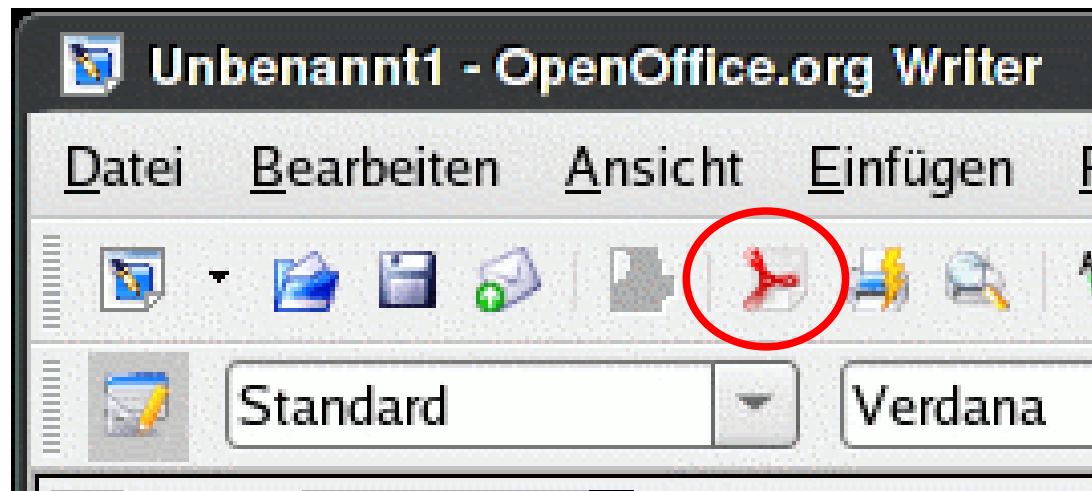 Unbenannt1 - OpenOffice.org Writer
Datei Bearbeiten Ansicht Einfügen
Standard Verdana